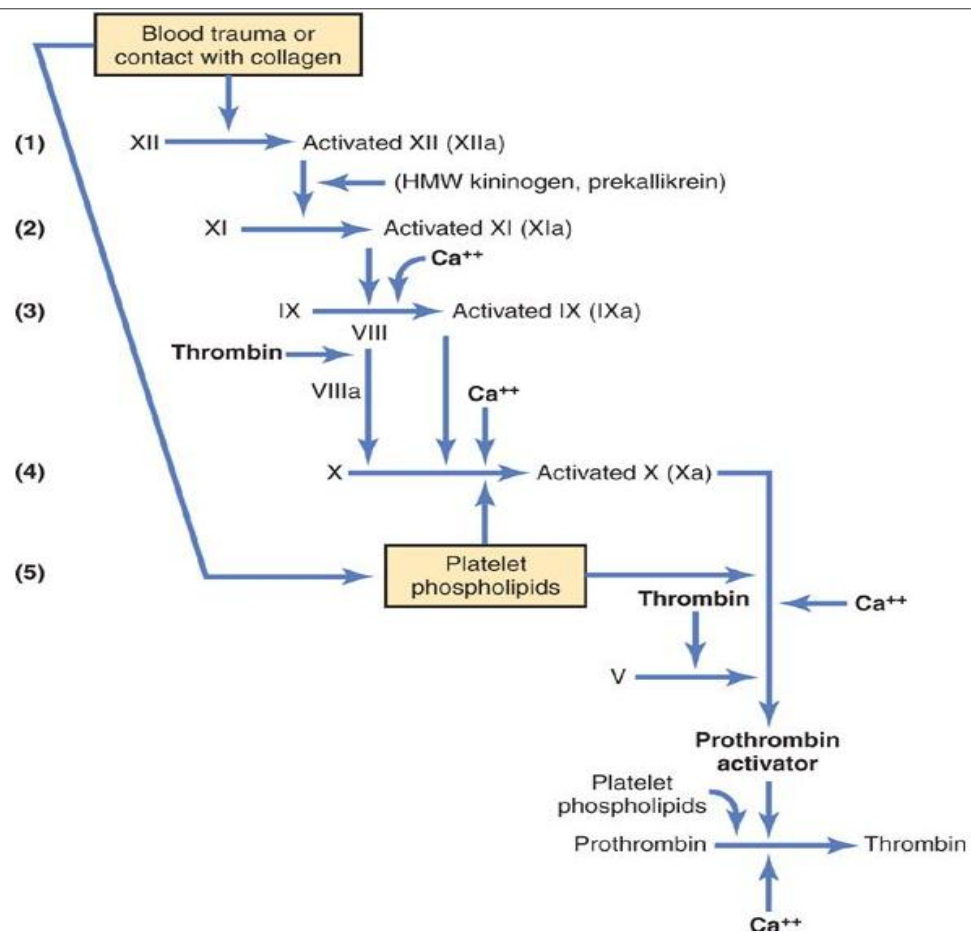 Blood trauma or
contact with collagen
(1)
XII
Activated XII (XIIa)
(HMW kininogen, prekallikrein)
(2)
XI
Activated XI (XIa)
Ca++
(3)
IX
Activated IX (IXa)
VIII
Thrombin
VIIIa
Ca++
(4)
X
Activated X (Xa)
(5)
Platelet
phospholipids
Thrombin
Ca++
V
Prothrombin
activator
Platelet
phospholipids
Prothrombin
Thrombin
Ca++